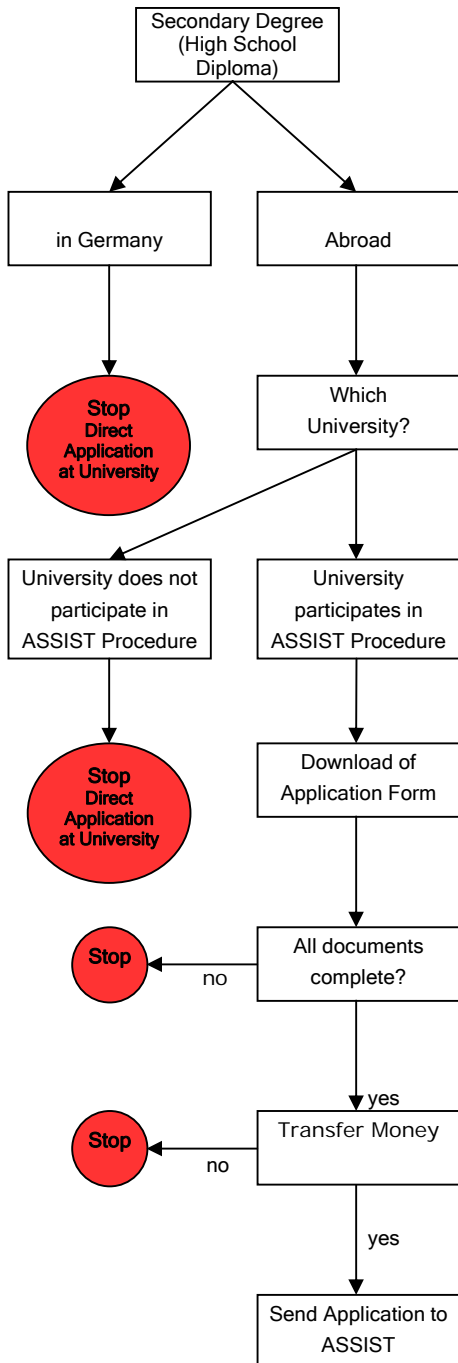 Secondary Degree
(High School
Diploma)
in Germany
Abroad
Stop
Direct
Application
at University
Which
University?
University does not
participate in
ASSIST Procedure
University
participates in
ASSIST Procedure
Stop
Direct
Application
at University
Download of
Application Form
Stop
no
All documents
complete?
yes
Stop
no
Transfer Money
yes
Send Application to
ASSIST